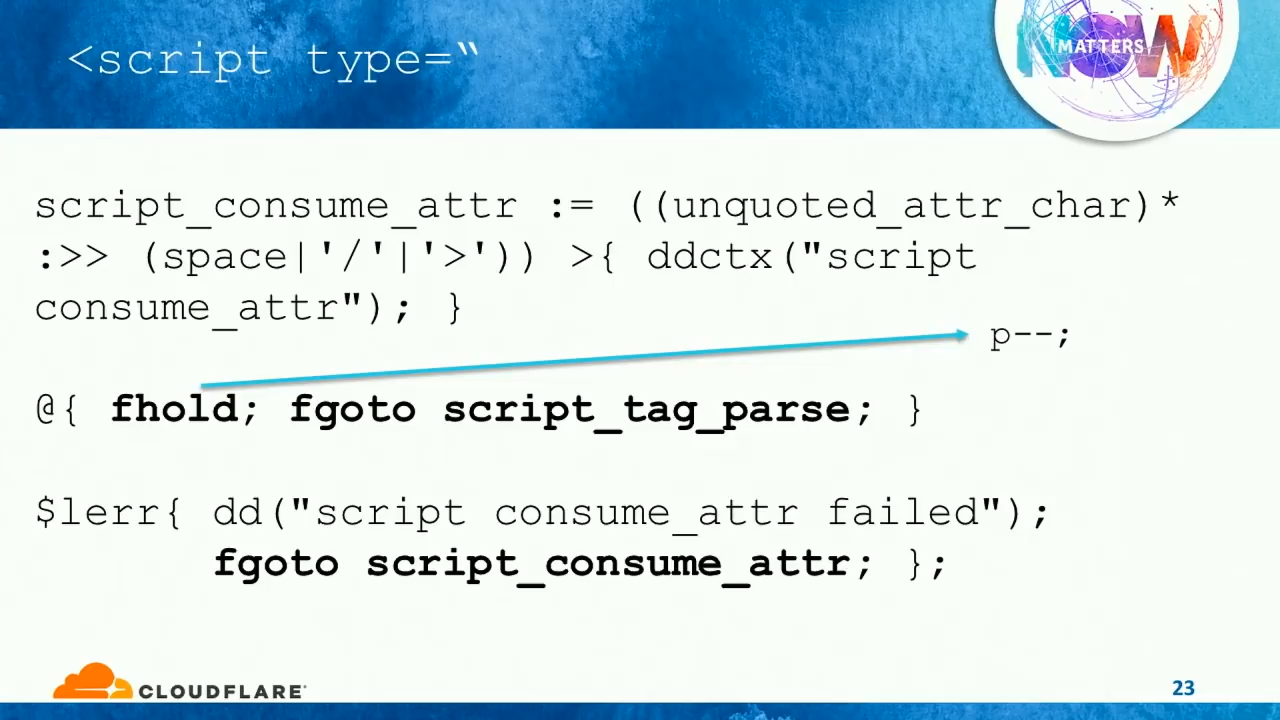 <script type=“
NOW
MATTERS
script_consume_attr := ((unquoted_attr_char)*
:>> (space|'/'|'>')) >{ ddctx("script
consume_attr"); }
p--;
@{ fhold; fgoto script_tag_parse; }
$lerr{ dd("script consume_attr failed");
fgoto script_consume_attr; };
CLOUDFLARE
23